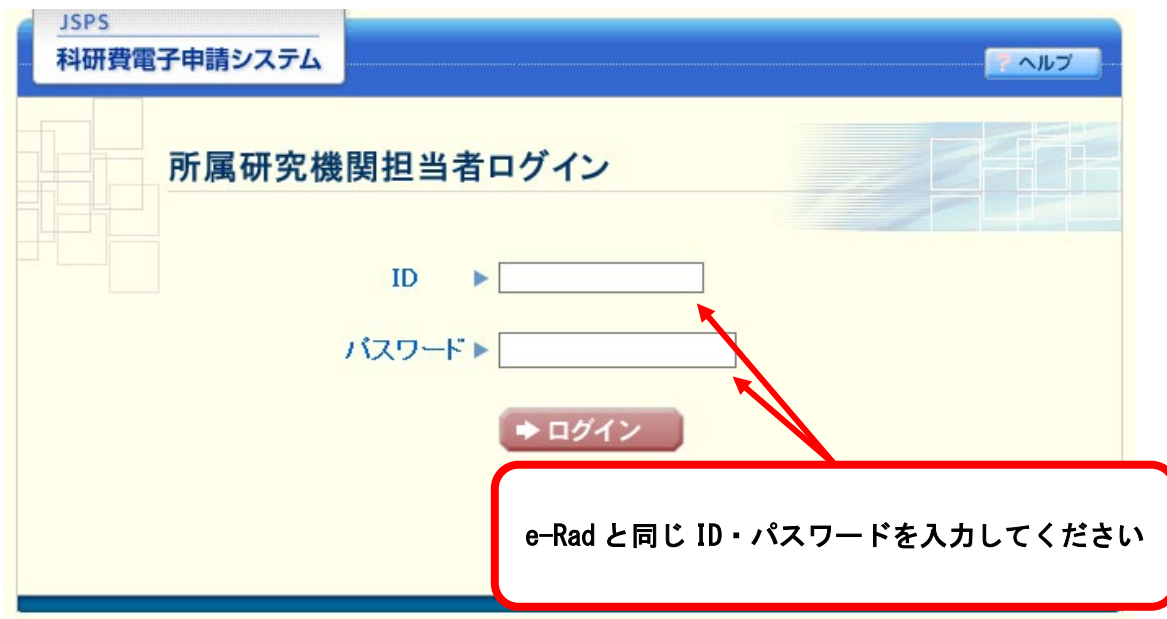 JSPS
科研費電子申請システム
? ヘルプ
所属研究機関担当者ログイン
ID
パスワード
ログイン
e-Rad と同じ ID・パスワードを入力してください